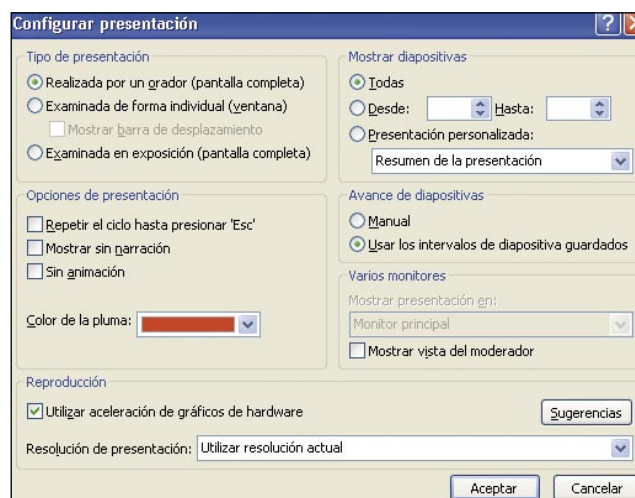 Configurar presentación
Tipo de presentación
Realizada por un orador (pantalla completa)
Examinada de forma individual (ventana)
Mostrar barra de desplazamiento
Examinada en exposición (pantalla completa)
Mostrar diapositivas
Todas
Desde: Hasta:
Presentación personalizada:
Resumen de la presentación
Opciones de presentación
Repetir el ciclo hasta presionar 'Esc'
Mostrar sin narración
Sin animación
Color de la pluma:
Avance de diapositivas
Manual
Usar los intervalos de diapositiva guardados
Varios monitores
Mostrar presentación en:
Monitor principal
Mostrar vista del moderador
Reproducción
Utilizar aceleración de gráficos de hardware
Sugerencias
Resolución de presentación: Utilizar resolución actual
Aceptar Cancelar